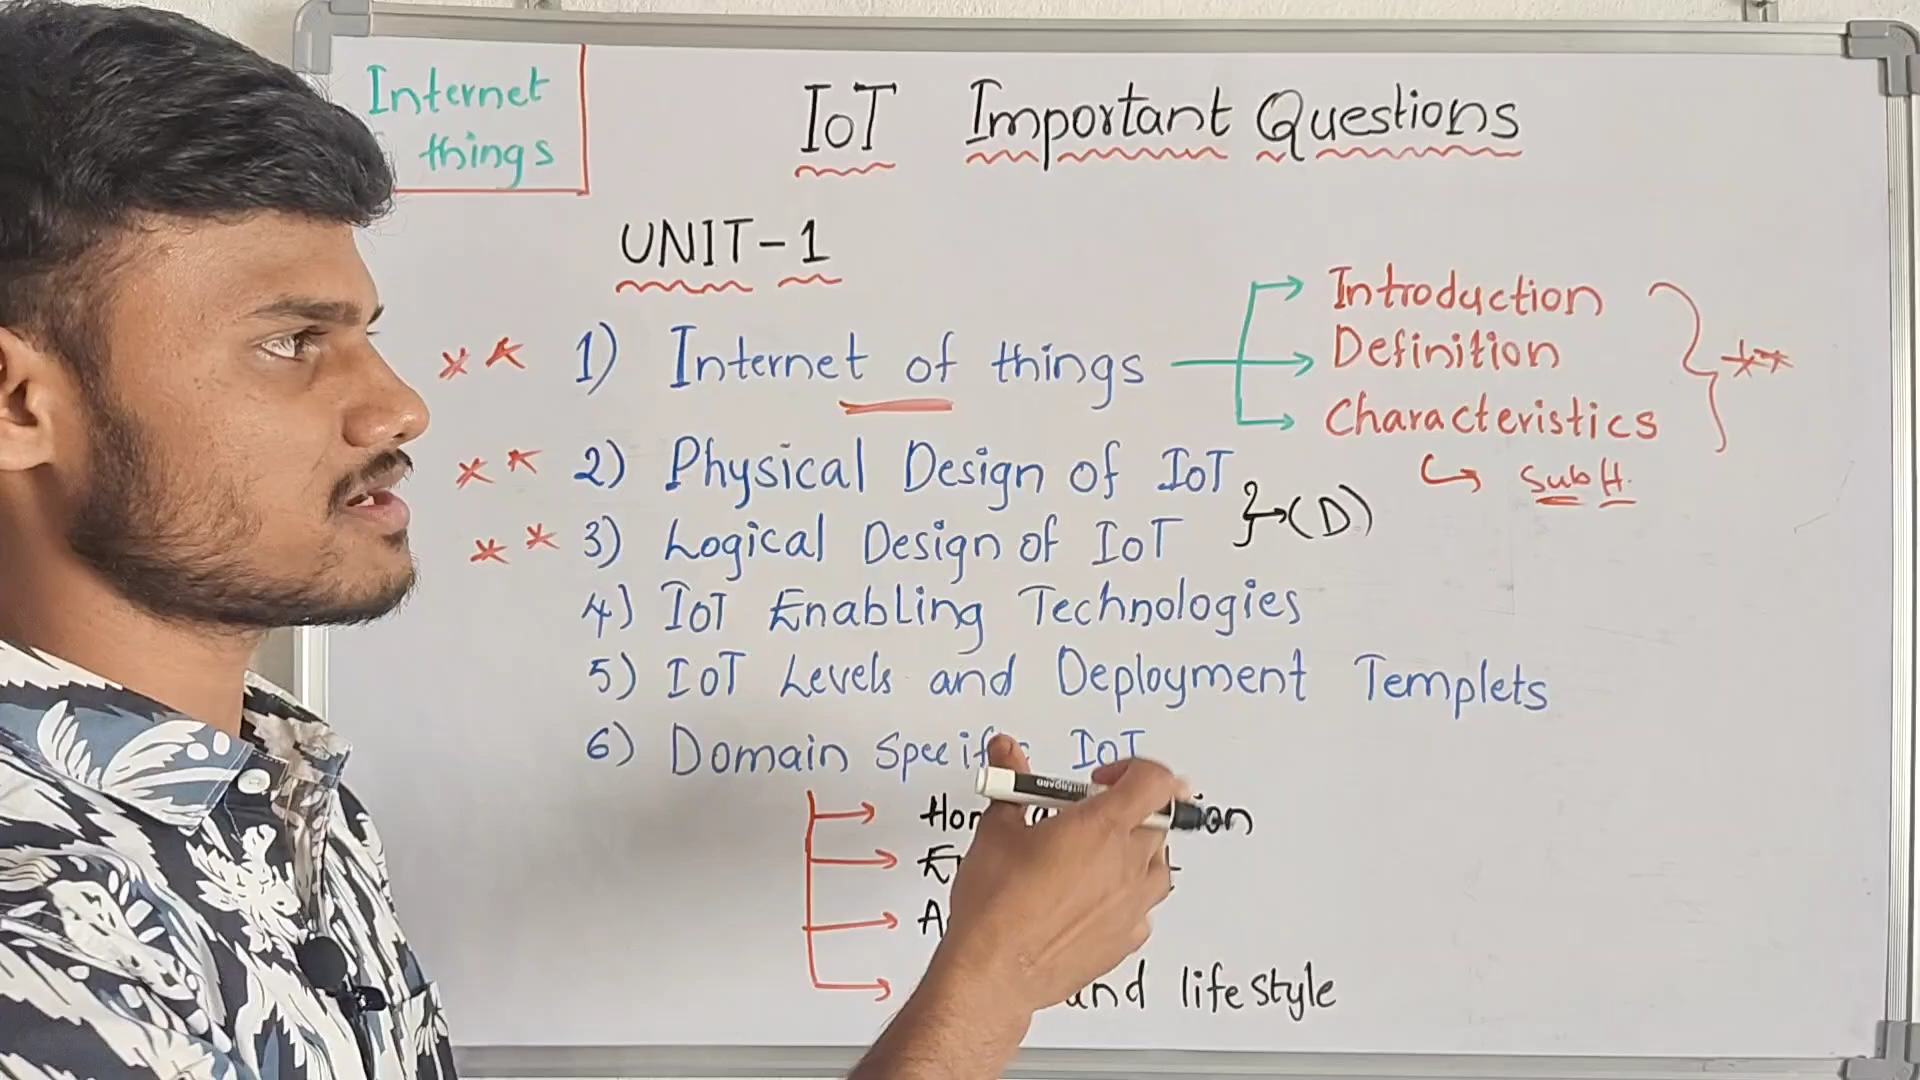 Internet
things
IoT Important Questions
UNIT-1
** 1) Internet of things
Introduction
Definition **
Characteristics
Sub H.
** 2) Physical Design of IoT
** 3) Logical Design of IoT
(D)
4) IoT Enabling Technologies
5) IoT Levels and Deployment Templets
6) Domain Specific IoT
and lifestyle